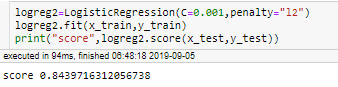 logreg2=LogisticRegression(C=0.001,penalty="l2")
logreg2.fit(x_train,y_train)
print("score",logreg2.score(x_test,y_test))
executed in 94ms, finished 06:48:18 2019-09-05
score 0.8439716312056738